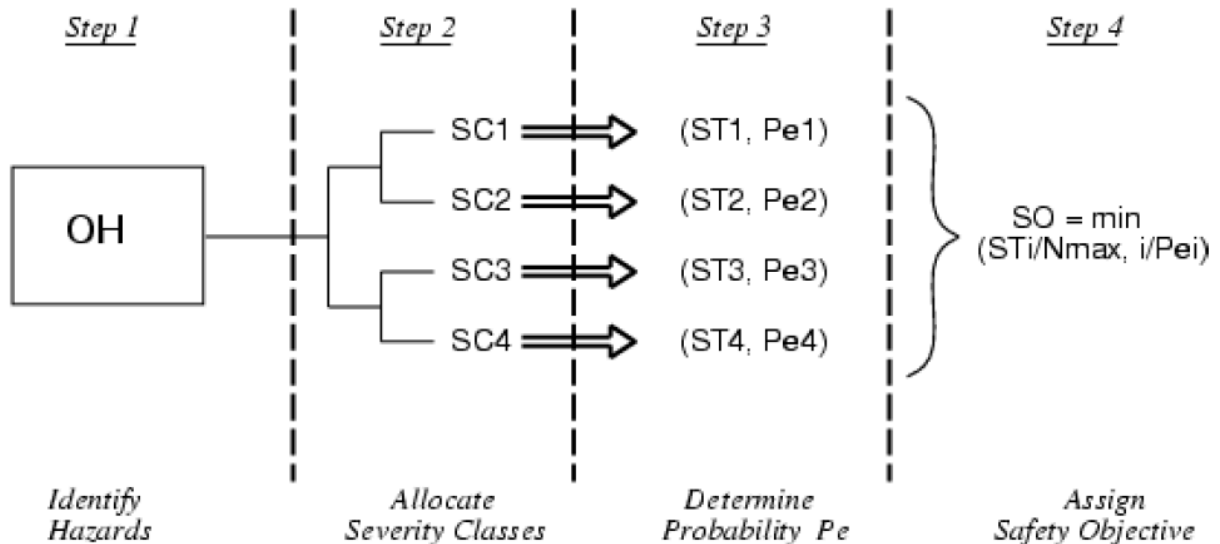 Step 1
Step 2
Step 3
Step 4
OH
SC1
(ST1, Pe1)
SC2
(ST2, Pe2)
SC3
(ST3, Pe3)
SC4
(ST4, Pe4)
SO = min
(STi/Nmax, i/Pei)
Identify
Hazards
Allocate
Severity Classes
Determine
Probability Pe
Assign
Safety Objective